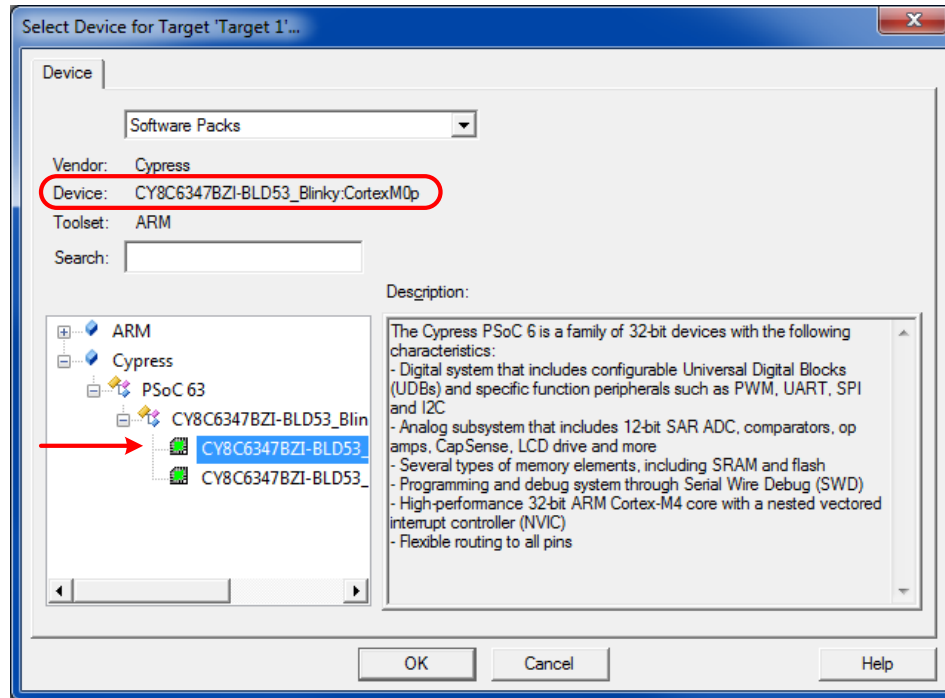 Select Device for Target 'Target 1'...
Device
Software Packs
Vendor: Cypress
Device: CY8C6347BZI-BLD53_Blinky:CortexM0p
Toolset: ARM
Search:
Description:
ARM
Cypress
PSoC 63
CY8C6347BZI-BLD53_Blin
CY8C6347BZI-BLD53_
CY8C6347BZI-BLD53_
The Cypress PSoC 6 is a family of 32-bit devices with the following
characteristics:
- Digital system that includes configurable Universal Digital Blocks
(UDBs) and specific function peripherals such as PWM, UART, SPI
and I2C
- Analog subsystem that includes 12-bit SAR ADC, comparators, op
amps, CapSense, LCD drive and more
- Several types of memory elements, including SRAM and flash
- Programming and debug system through Serial Wire Debug (SWD)
- High-performance 32-bit ARM Cortex-M4 core with a nested vectored
interrupt controller (NVIC)
- Flexible routing to all pins
OK
Cancel
Help